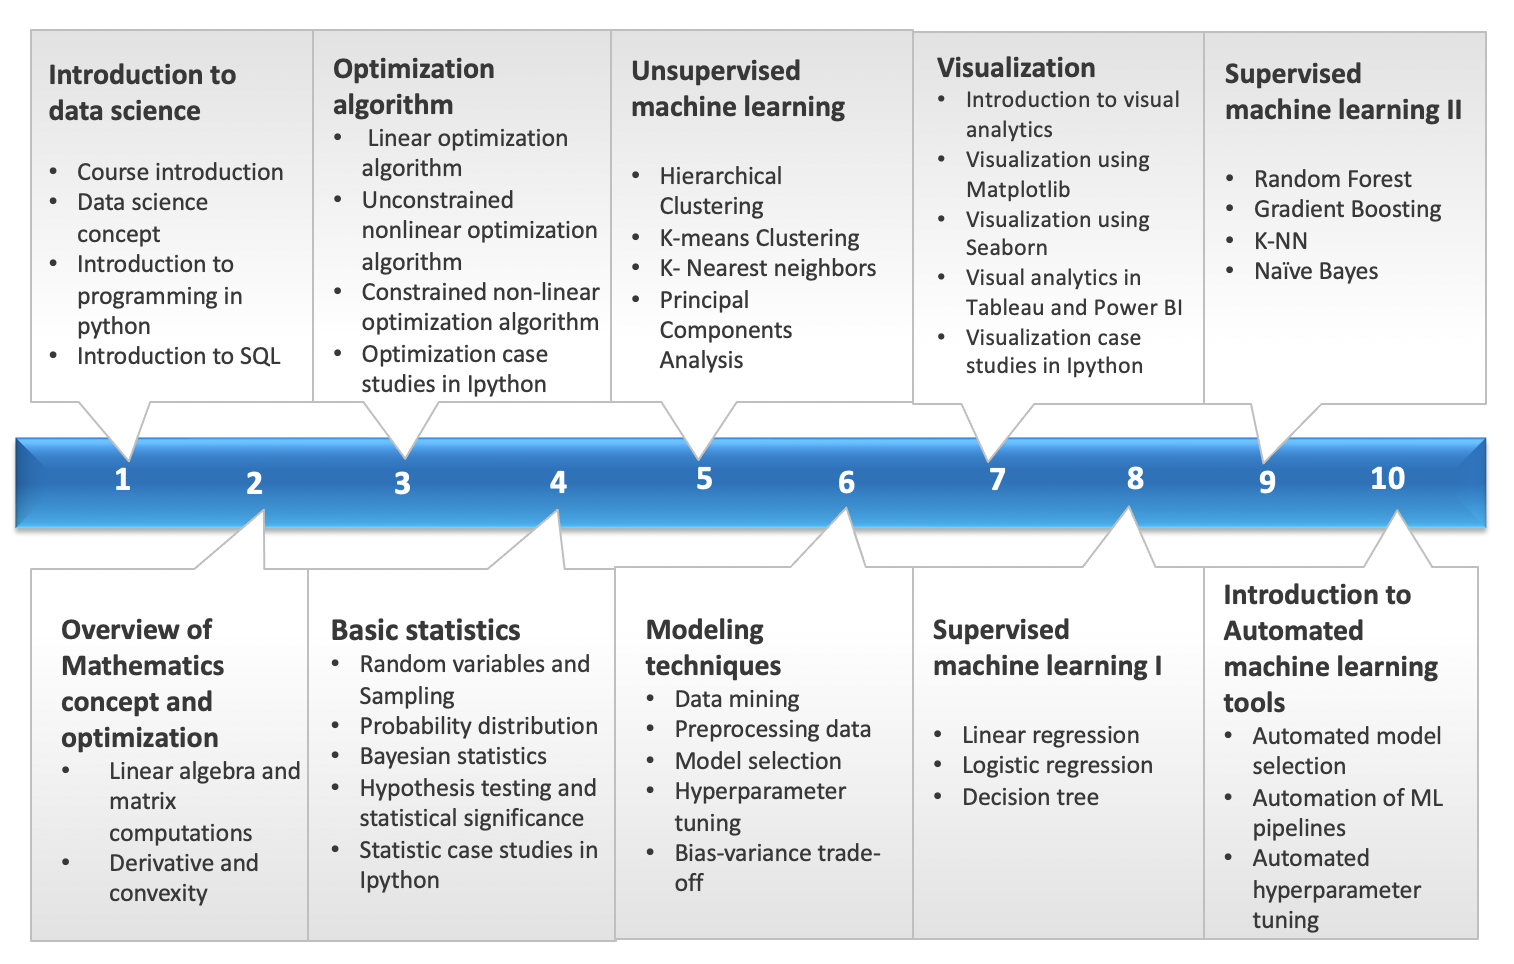 Introduction to
data science
• Course introduction
• Data science
concept
• Introduction to
programming in
python
• Introduction to SQL
Optimization
algorithm
• Linear optimization
algorithm
• Unconstrained
nonlinear optimization
algorithm
• Constrained non-linear
optimization algorithm
• Optimization case
studies in Ipython
Unsupervised
machine learning
• Hierarchical
Clustering
• K-means Clustering
• K- Nearest neighbors
• Principal
Components
Analysis
Visualization
• Introduction to visual
analytics
• Visualization using
Matplotlib
• Visualization using
Seaborn
• Visual analytics in
Tableau and Power BI
• Visualization case
studies in Ipython
Supervised
machine learning II
• Random Forest
• Gradient Boosting
• K-NN
• Naïve Bayes
1 2 3 4 5 6 7 8 9 10
Overview of
Mathematics
concept and
optimization
• Linear algebra and
matrix
computations
• Derivative and
convexity
Basic statistics
• Random variables and
Sampling
• Probability distribution
• Bayesian statistics
• Hypothesis testing and
statistical significance
• Statistic case studies in
Ipython
Modeling
techniques
• Data mining
• Preprocessing data
• Model selection
• Hyperparameter
tuning
• Bias-variance trade-
off
Supervised
machine learning I
• Linear regression
• Logistic regression
• Decision tree
Introduction to
Automated
machine learning
tools
• Automated model
selection
• Automation of ML
pipelines
• Automated
hyperparameter
tuning